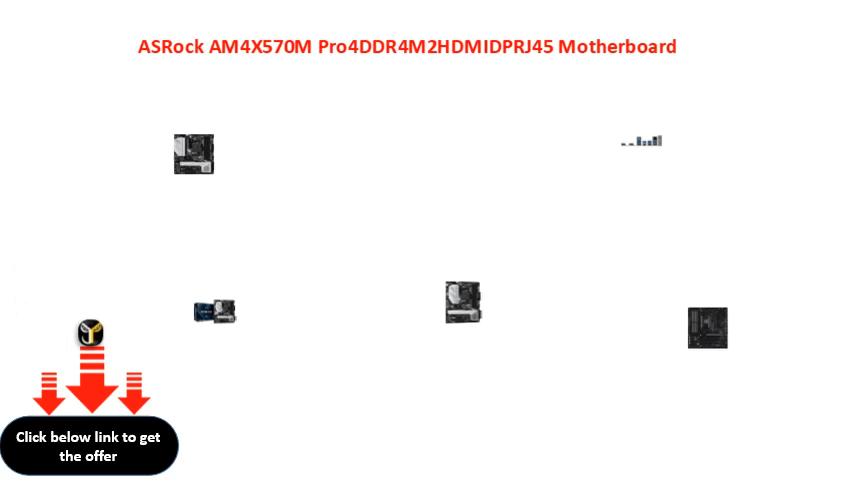 ASRock AM4X570M Pro4DDR4M2HDMIDPRJ45 Motherboard
Click below link to get
the offer